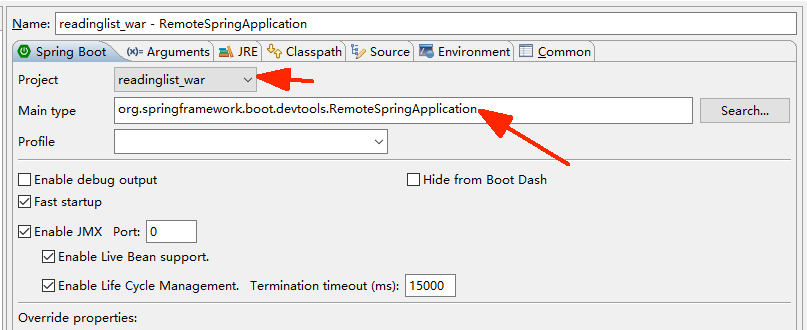 Name: readinglist_war - RemoteSpringApplication
Spring Boot (x)= Arguments JRE Classpath Source Environment Common
Project readinglist_war
Main type org.springframework.boot.devtools.RemoteSpringApplication Search...
Profile
Enable debug output Hide from Boot Dash
Fast startup
Enable JMX Port: 0
Enable Live Bean support.
Enable Life Cycle Management. Termination timeout (ms): 15000
Override properties: